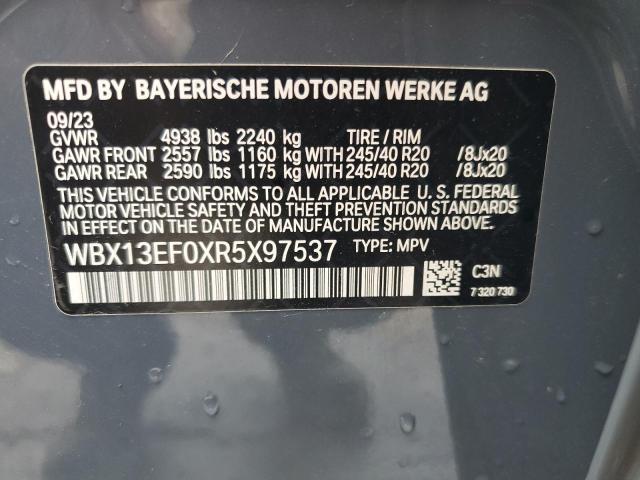 MFD BY BAYERISCHE MOTOREN WERKE AG
09/23
GVWR 4938 lbs 2240 kg TIRE / RIM
GAWR FRONT 2557 lbs 1160 kg WITH 245/40 R20 /8Jx20
GAWR REAR 2590 lbs 1175 kg WITH 245/40 R20 /8Jx20
THIS VEHICLE CONFORMS TO ALL APPLICABLE U. S. FEDERAL
MOTOR VEHICLE SAFETY AND THEFT PREVENTION STANDARDS
IN EFFECT ON THE DATE OF MANUFACTURE SHOWN ABOVE.
WBX13EF0XR5X97537 TYPE: MPV
C3N
7 320 730